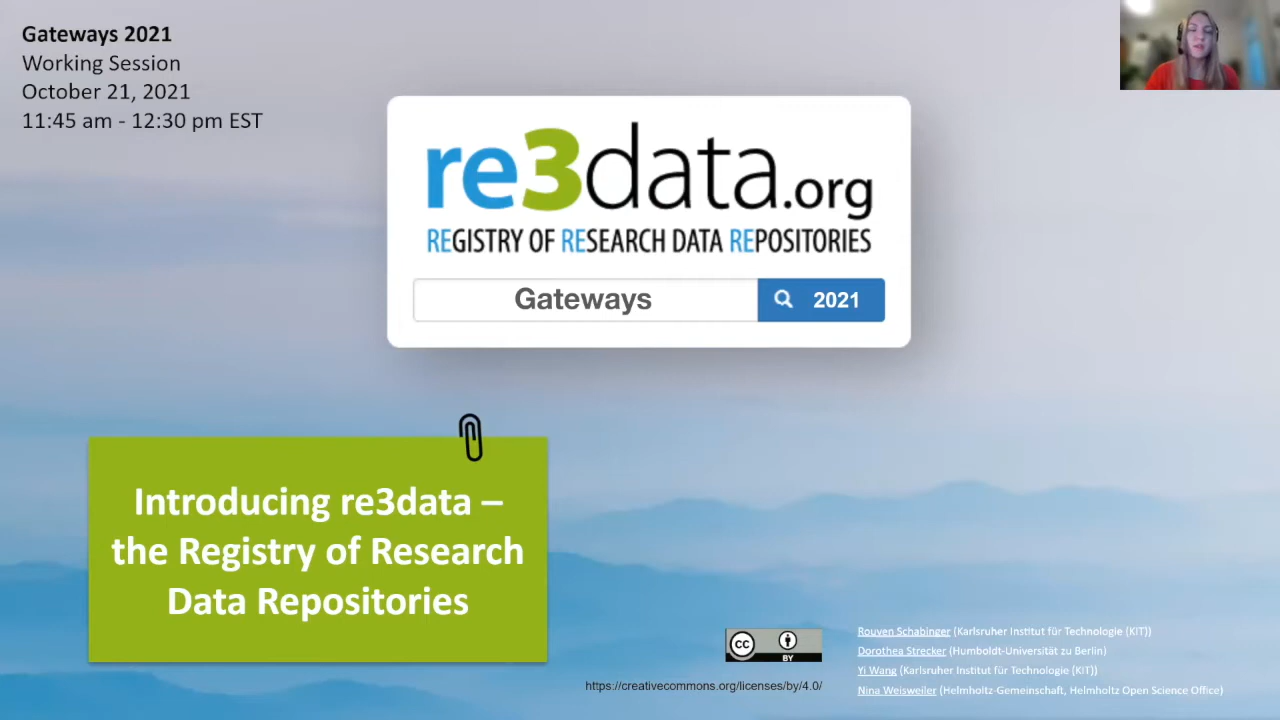 Gateways 2021
Working Session
October 21, 2021
11:45 am - 12:30 pm EST
re3data.org
REGISTRY OF RESEARCH DATA REPOSITORIES
Gateways
2021
Introducing re3data –
the Registry of Research
Data Repositories
cc
BY
https://creativecommons.org/licenses/by/4.0/
Rouven Schabinger (Karlsruher Institut für Technologie (KIT))
Dorothea Strecker (Humboldt-Universität zu Berlin)
Yi Wang (Karlsruher Institut für Technologie (KIT))
Nina Weisweiler (Helmholtz-Gemeinschaft, Helmholtz Open Science Office)